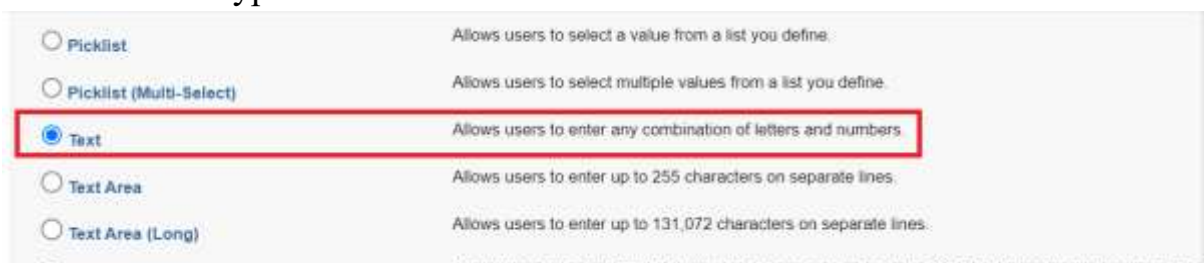 Picklist Allows users to select a value from a list you define.
Picklist (Multi-Select) Allows users to select multiple values from a list you define.
Text Allows users to enter any combination of letters and numbers.
Text Area Allows users to enter up to 255 characters on separate lines.
Text Area (Long) Allows users to enter up to 131,072 characters on separate lines.